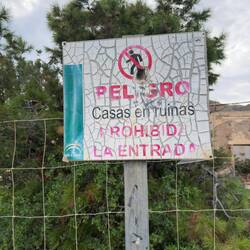 PELIGRO
Casas en ruinas
PROHIBIDA
LA ENTRADA